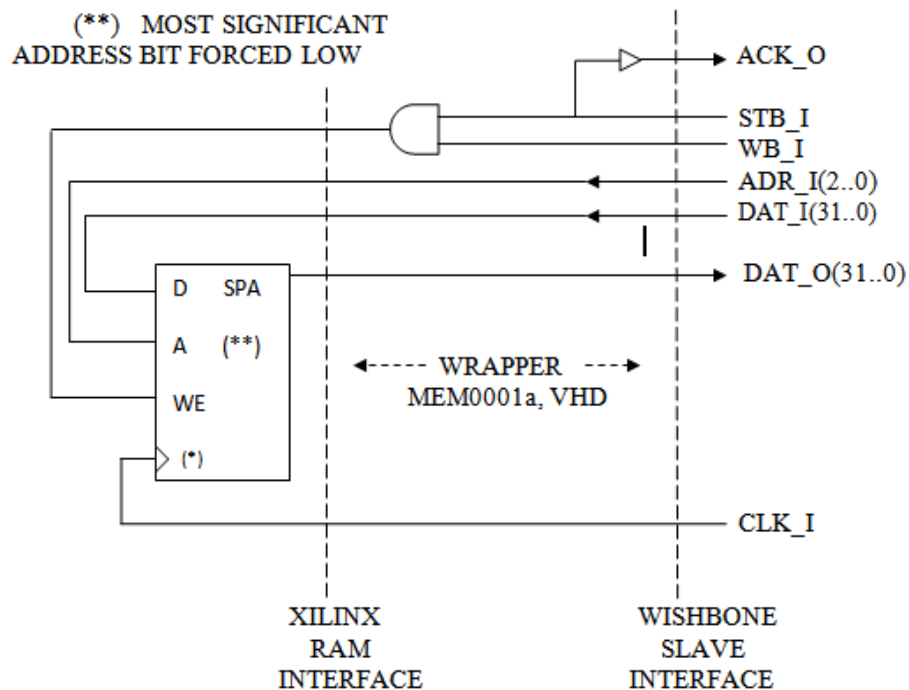 (**) MOST SIGNIFICANT
ADDRESS BIT FORCED LOW
ACK_O
STB_I
WB_I
ADR_I(2..0)
DAT_I(31..0)
DAT_O(31..0)
D SPA
A (**)
WE
(*)
WRAPPER
MEM0001a, VHD
CLK_I
XILINX
RAM
INTERFACE
WISHBONE
SLAVE
INTERFACE